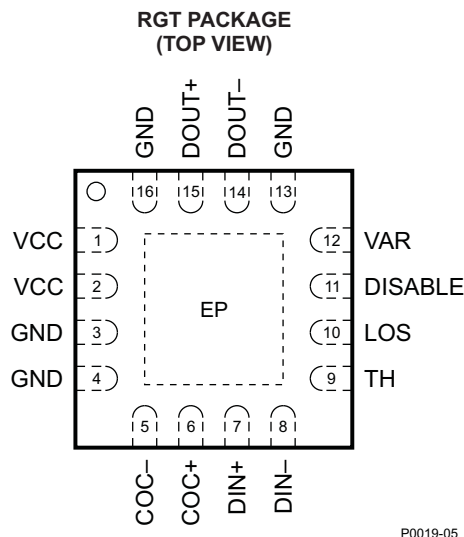 RGT PACKAGE
(TOP VIEW)
GND
DOUT+
DOUT–
GND
16
15
14
13
VCC 1
12 VAR
VCC 2
11 DISABLE
GND 3
EP
10 LOS
GND 4
9 TH
5
6
7
8
COC–
COC+
DIN+
DIN–
P0019-05